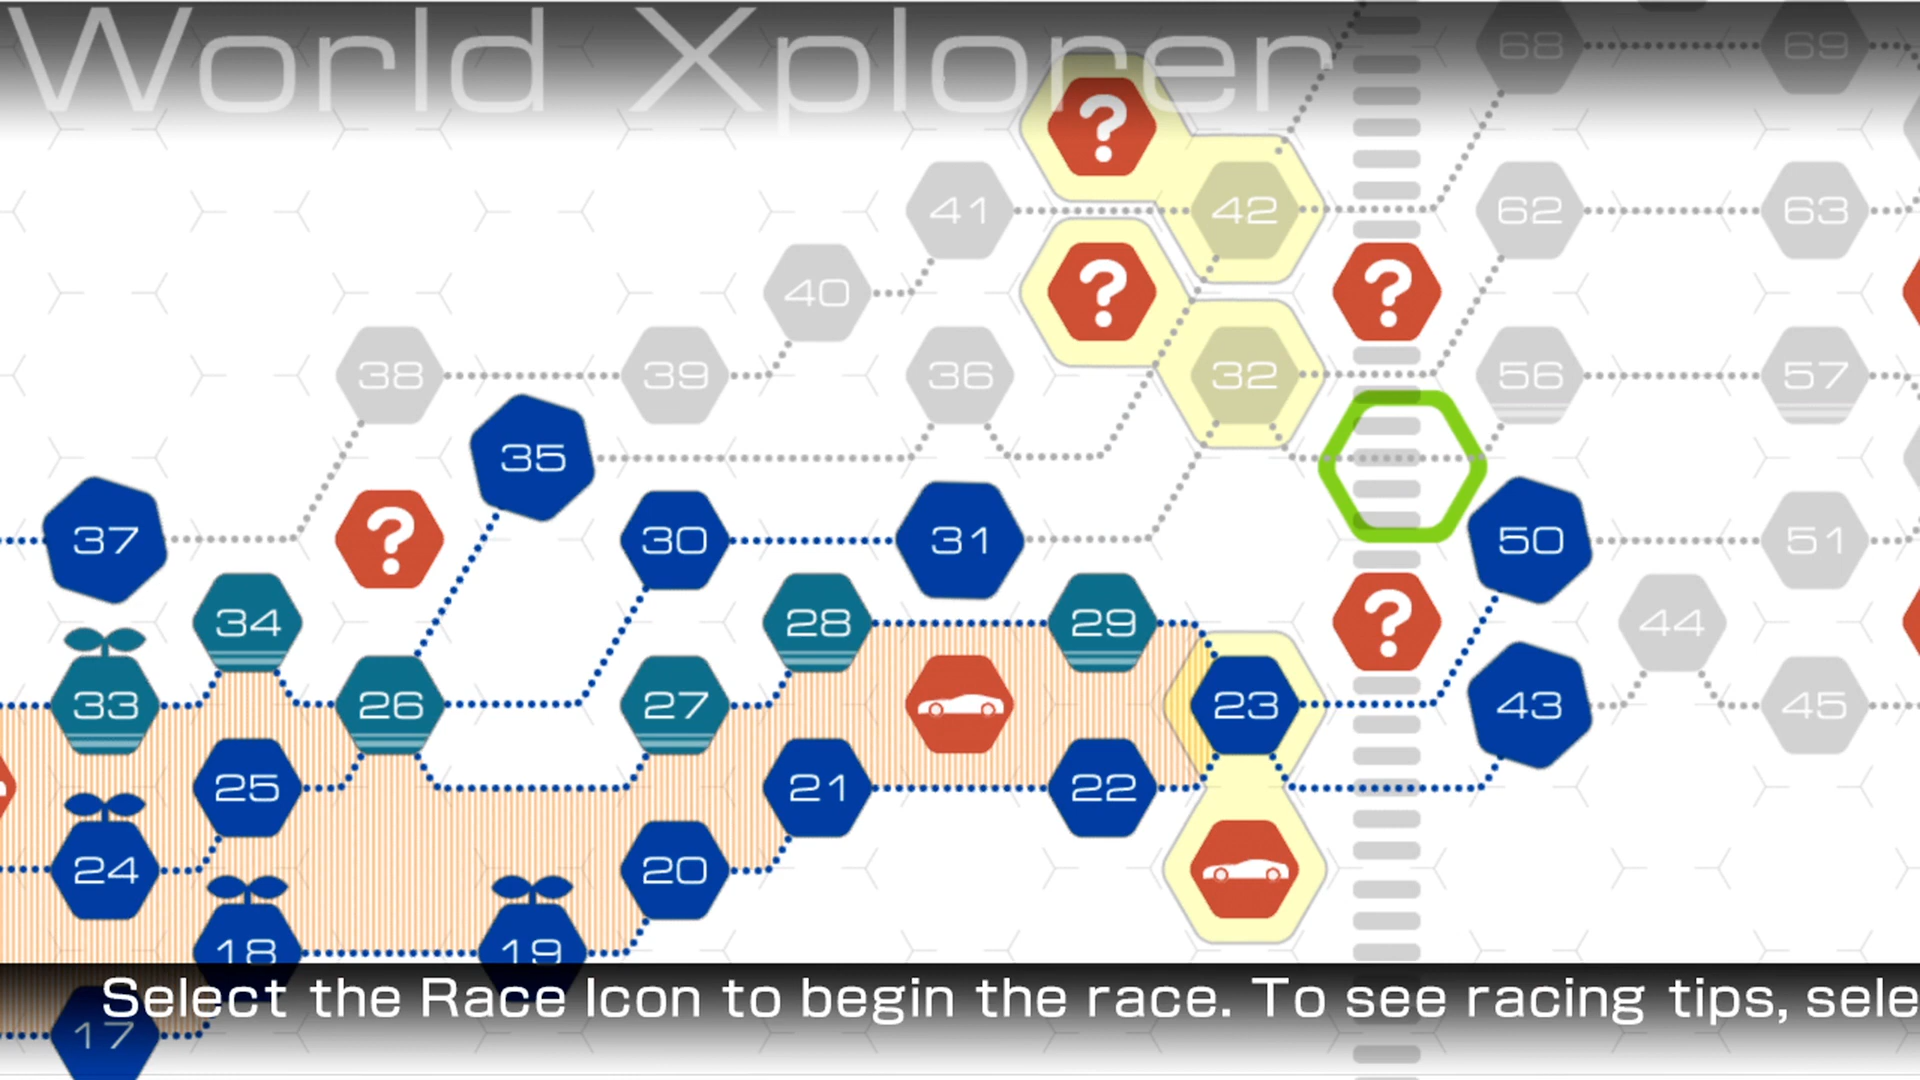 World Xplorer
68 69
?
41 42 62 63
40 ? ?
38 39 36 32 56 57
35
37 ? 30 31 50 51
34 28 29 ? 44
33 26 27 23 43 45
25 21 22
24 20
18 19
Select the Race Icon to begin the race. To see racing tips, sele
17